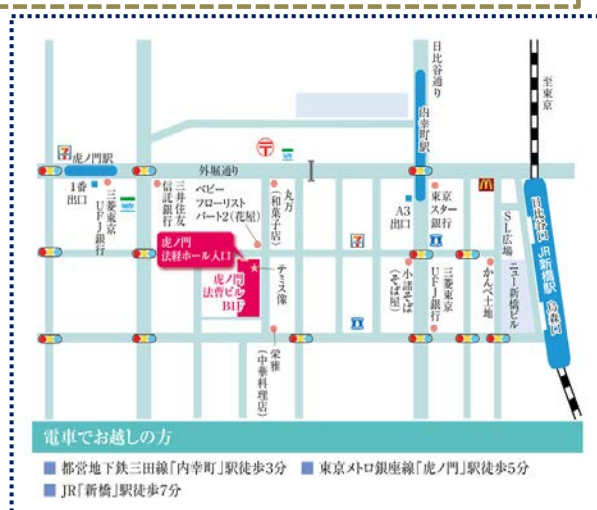 日比谷通り
至東京
内幸町駅
虎ノ門駅
外堀通り
1番
出口
三菱東京
UFJ銀行
三井住友
信託銀行
ベビー
フローリスト
パート2(花屋)
丸万
(和菓子店)
A3
出口
東京
スター
銀行
SL広場
日比谷口
JR新橋駅
烏森口
虎ノ門
法経ホール入口
虎ノ門
法曹ビル
B1F
テミス像
小諸そば
(そば屋)
三菱東京
UFJ銀行
かんべ土地
ニュー新橋ビル
栄雅
(中華料理店)
電車でお越しの方
都営地下鉄三田線「内幸町」駅徒歩3分
東京メトロ銀座線「虎ノ門」駅徒歩5分
JR「新橋」駅徒歩7分